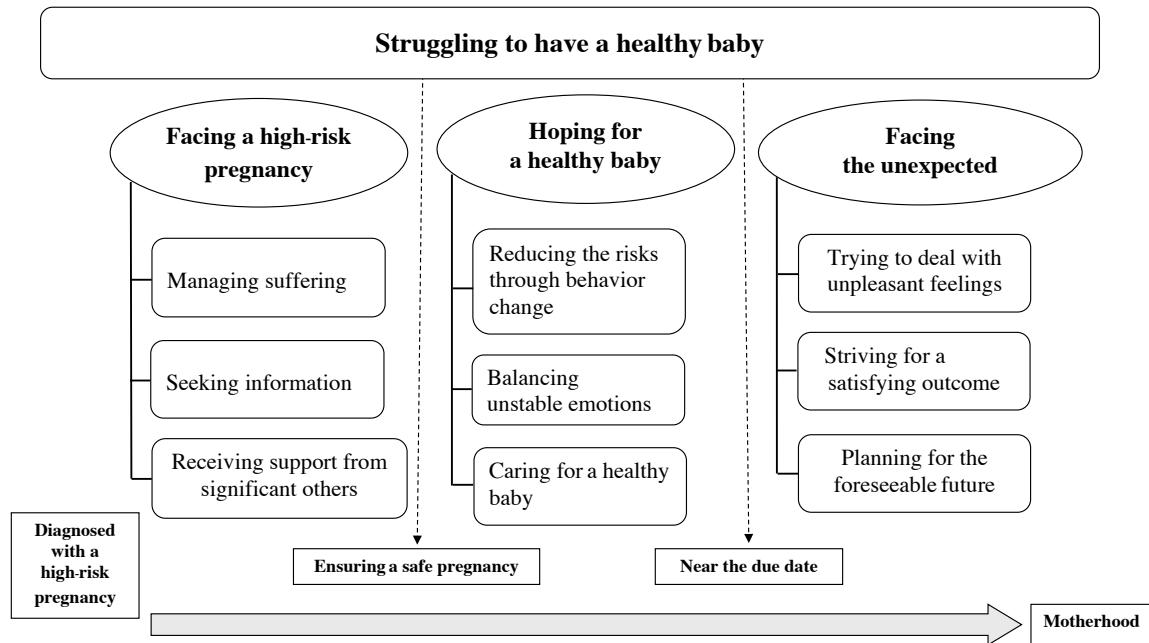 Struggling to have a healthy baby
Facing a high-risk
pregnancy
Managing suffering
Seeking information
Receiving support from
significant others
Hoping for
a healthy baby
Reducing the risks
through behavior
change
Balancing
unstable emotions
Caring for a healthy
baby
Facing
the unexpected
Trying to deal with
unpleasant feelings
Striving for a
satisfying outcome
Planning for the
foreseeable future
Diagnosed
with a
high-risk
pregnancy
Ensuring a safe pregnancy
Near the due date
Motherhood